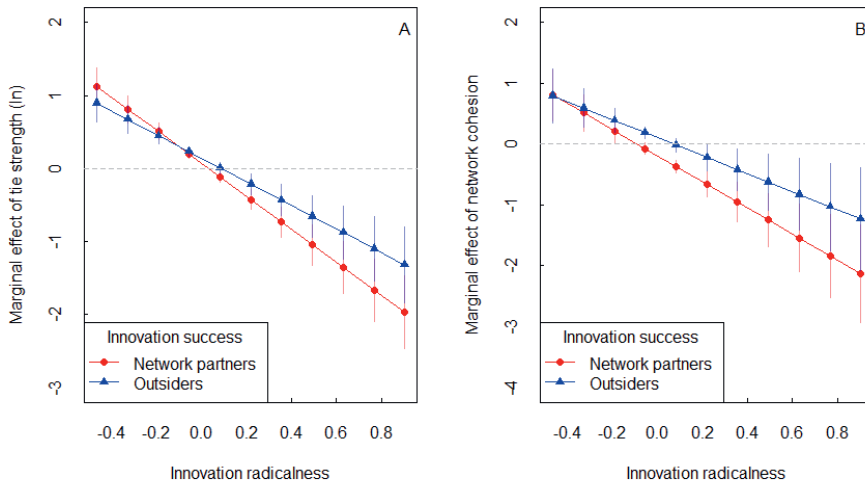 A
Marginal effect of tie strength (ln)
2
1
0
-1
-2
-3
Innovation success
Network partners
Outsiders
-0.4 -0.2 0.0 0.2 0.4 0.6 0.8
Innovation radicalness
B
Marginal effect of network cohesion
2
1
0
-1
-2
-3
-4
Innovation success
Network partners
Outsiders
-0.4 -0.2 0.0 0.2 0.4 0.6 0.8
Innovation radicalness